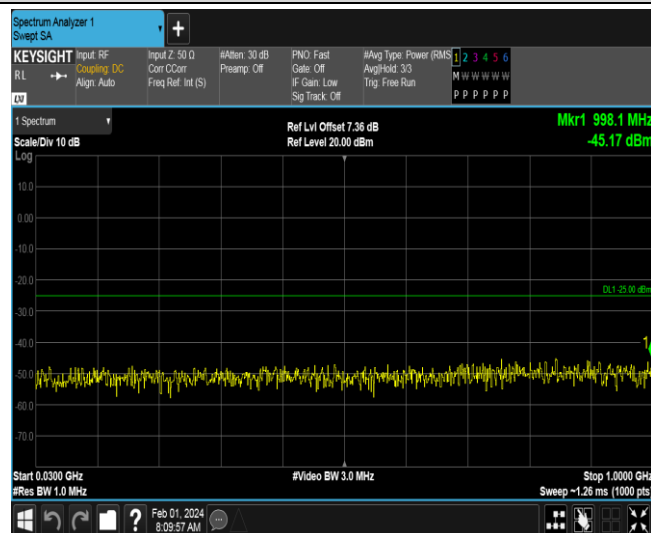 Spectrum Analyzer 1
Swept SA
+
KEYSIGHT
RL
Input: RF
Coupling: DC
Align: Auto
Input Z: 50 Ω
Corr CCorr
Freq Ref: Int (S)
#Atten: 30 dB
Preamp: Off
PNO: Fast
Gate: Off
IF Gain: Low
Sig Track: Off
#Avg Type: Power (RMS
Avg|Hold: 3/3
Trig: Free Run
1 2 3 4 5 6
M W W W W W
P P P P P P
LXI
1 Spectrum
Scale/Div 10 dB
Log
Ref Lvl Offset 7.36 dB
Ref Level 20.00 dBm
Mkr1 998.1 MHz
-45.17 dBm
10.0
0.00
-10.0
-20.0
DL1 -25.00 dBm
-30.0
-40.0
1
-50.0
-60.0
-70.0
Start 0.0300 GHz
#Res BW 1.0 MHz
#Video BW 3.0 MHz
Stop 1.0000 GHz
Sweep ~1.26 ms (1000 pts)
?
Feb 01, 2024
8:09:57 AM